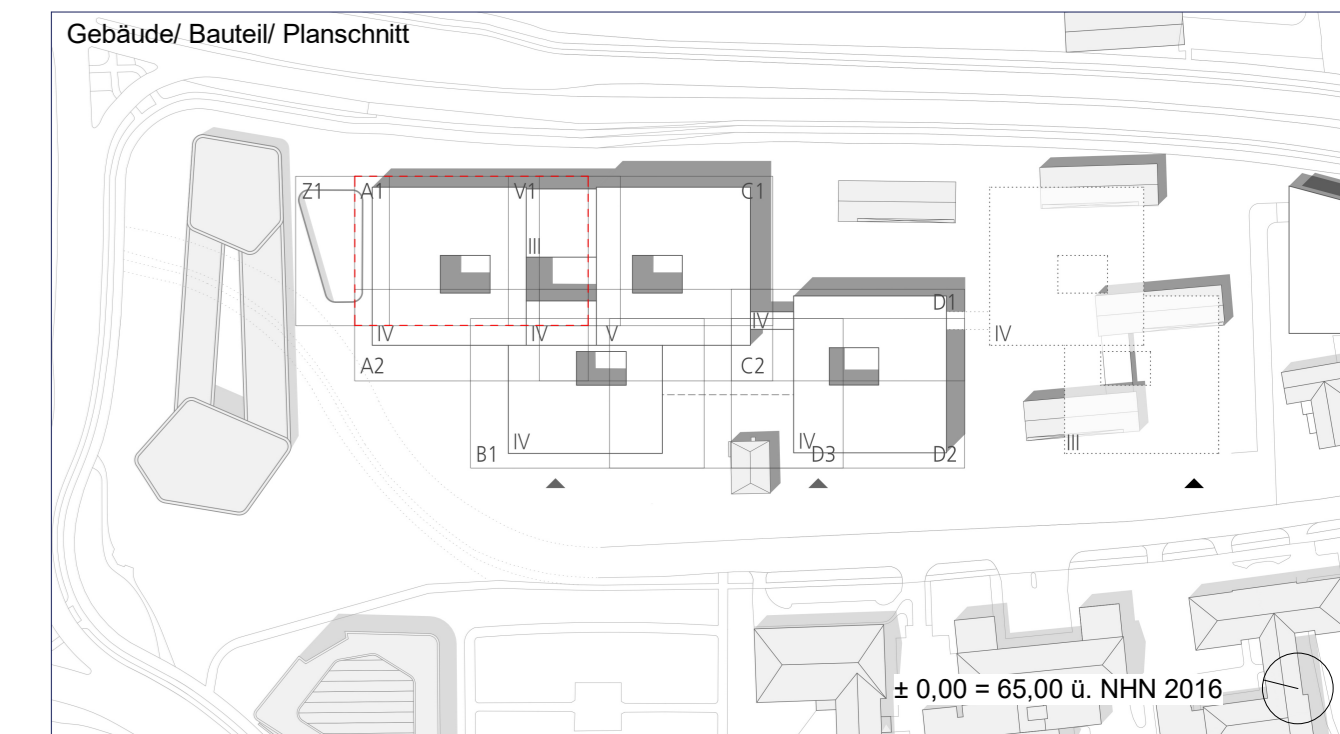 Gebäude/ Bauteil/ Planschnitt
Z1
A1
V1
C1
III
D1
IV
IV
IV
V
IV
IV
A2
C2
IV
IV
III
B1
D3
D2
± 0,00 = 65,00 ü. NHN 2016